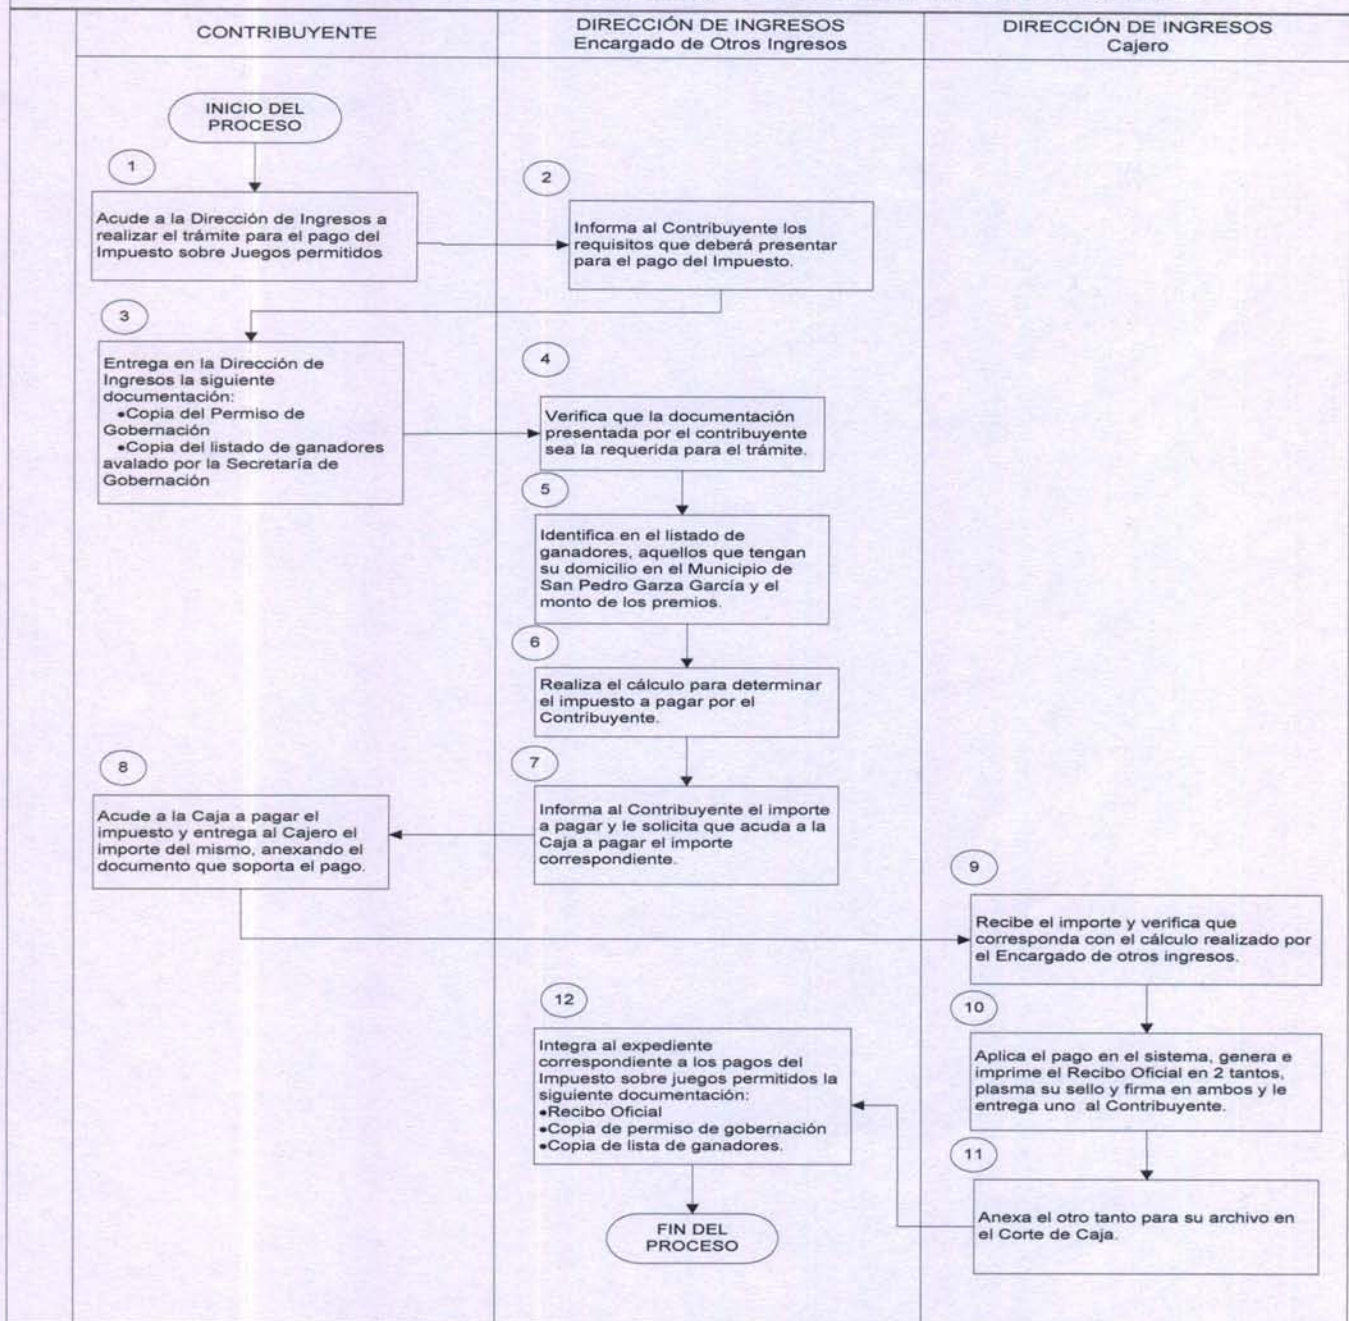 CONTRIBUYENTE
DIRECCIÓN DE INGRESOS
Encargado de Otros Ingresos
DIRECCIÓN DE INGRESOS
Cajero
INICIO DEL
PROCESO
1
Acude a la Dirección de Ingresos a
realizar el trámite para el pago del
Impuesto sobre Juegos permitidos
2
Informa al Contribuyente los
requisitos que deberá presentar
para el pago del Impuesto.
3
Entrega en la Dirección de
Ingresos la siguiente
documentación:
•Copia del Permiso de
Gobernación
•Copia del listado de ganadores
avalado por la Secretaría de
Gobernación
4
Verifica que la documentación
presentada por el contribuyente
sea la requerida para el trámite.
5
Identifica en el listado de
ganadores, aquellos que tengan
su domicilio en el Municipio de
San Pedro Garza García y el
monto de los premios.
6
Realiza el cálculo para determinar
el impuesto a pagar por el
Contribuyente.
7
Informa al Contribuyente el importe
a pagar y le solicita que acuda a la
Caja a pagar el importe
correspondiente.
8
Acude a la Caja a pagar el
impuesto y entrega al Cajero el
importe del mismo, anexando el
documento que soporta el pago.
9
Recibe el importe y verifica que
corresponda con el cálculo realizado por
el Encargado de otros ingresos.
10
Aplica el pago en el sistema, genera e
imprime el Recibo Oficial en 2 tantos,
plasma su sello y firma en ambos y le
entrega uno al Contribuyente.
11
Anexa el otro tanto para su archivo en
el Corte de Caja.
12
Integra al expediente
correspondiente a los pagos del
Impuesto sobre juegos permitidos la
siguiente documentación:
•Recibo Oficial
•Copia de permiso de gobernación
•Copia de lista de ganadores.
FIN DEL
PROCESO